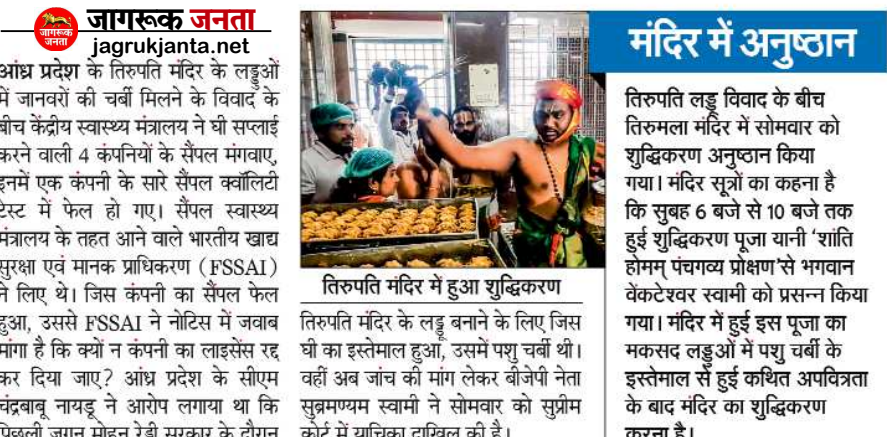 जागरूक जनता
जागरूक
जनता
jagrukjanta.net
आंध्र प्रदेश के तिरुपति मंदिर के लड्डुओं
में जानवरों की चर्बी मिलने के विवाद के
बीच केंद्रीय स्वास्थ्य मंत्रालय ने घी सप्लाई
करने वाली 4 कंपनियों के सैंपल मंगवाए,
इनमें एक कंपनी के सारे सैंपल क्वॉलिटी
टेस्ट में फेल हो गए। सैंपल स्वास्थ्य
मंत्रालय के तहत आने वाले भारतीय खाद्य
सुरक्षा एवं मानक प्राधिकरण (FSSAI)
ने लिए थे। जिस कंपनी का सैंपल फेल
हुआ, उससे FSSAI ने नोटिस में जवाब
मांगा है कि क्यों न कंपनी का लाइसेंस रद्द
कर दिया जाए? आंध्र प्रदेश के सीएम
चंद्रबाबू नायडू ने आरोप लगाया था कि
पिछली जगन मोहन रेड्डी सरकार के दौरान
तिरुपति मंदिर में हुआ शुद्धिकरण
तिरुपति मंदिर के लड्डू बनाने के लिए जिस
घी का इस्तेमाल हुआ, उसमें पशु चर्बी थी।
वहीं अब जांच की मांग लेकर बीजेपी नेता
सुब्रमण्यम स्वामी ने सोमवार को सुप्रीम
कोर्ट में याचिका दाखिल की है।
मंदिर में अनुष्ठान
तिरुपति लड्डू विवाद के बीच
तिरुमला मंदिर में सोमवार को
शुद्धिकरण अनुष्ठान किया
गया। मंदिर सूत्रों का कहना है
कि सुबह 6 बजे से 10 बजे तक
हुई शुद्धिकरण पूजा यानी 'शांति
होमम् पंचगव्य प्रोक्षण'से भगवान
वेंकटेश्वर स्वामी को प्रसन्न किया
गया। मंदिर में हुई इस पूजा का
मकसद लड्डुओं में पशु चर्बी के
इस्तेमाल से हुई कथित अपवित्रता
के बाद मंदिर का शुद्धिकरण
करना है।